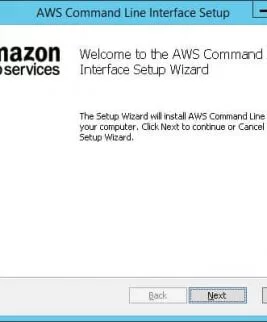 AWS Command Line Interface Setup
mazon
services
Welcome to the AWS Command
Interface Setup Wizard
The Setup Wizard will install AWS Command Line
your computer. Click Next to continue or Cancel
Setup Wizard.
Back
Next